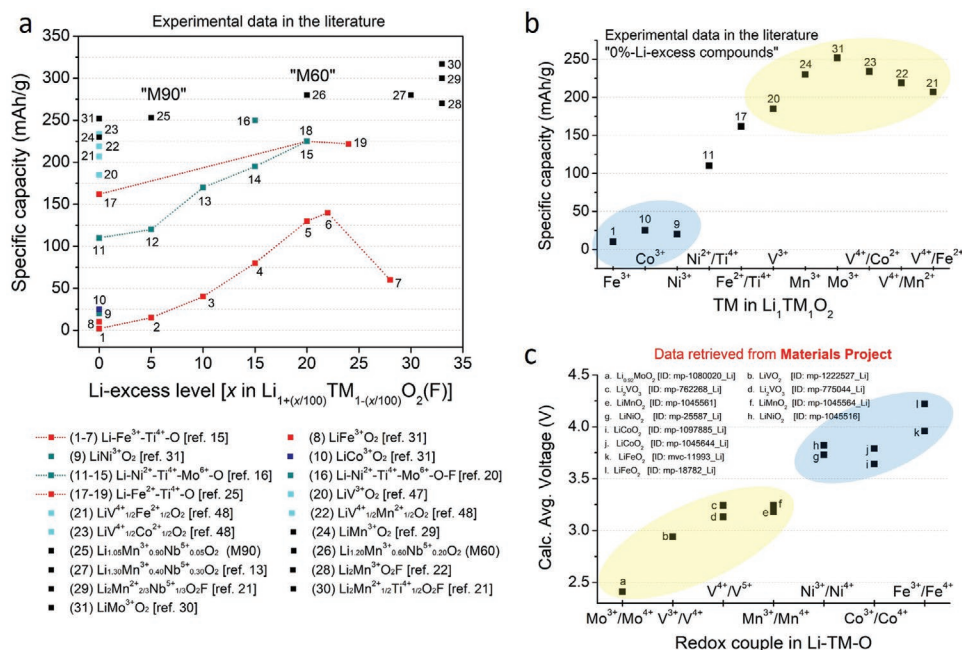 a
Experimental data in the literature
Specific capacity (mAh/g)
350
300
250
200
150
100
50
0
"M90"
"M60"
31
24
23
22
21
20
17
11
10
9
8
1
25
12
2
13
3
16
14
4
26
18
15
5
6
27
19
7
30
29
28
0 5 10 15 20 25 30 35
Li-excess level [x in Li1+(x/100)TM1-(x/100)O2(F)]
(1-7) Li-Fe³⁺-Ti⁴⁺-O [ref. 15]
(8) LiFe³⁺O₂ [ref. 31]
(9) LiNi³⁺O₂ [ref. 31]
(10) LiCo³⁺O₂ [ref. 31]
(11-15) Li-Ni²⁺-Ti⁴⁺-Mo⁶⁺-O [ref. 16]
(16) Li-Ni²⁺-Ti⁴⁺-Mo⁶⁺-O-F [ref. 20]
(17-19) Li-Fe²⁺-Ti⁴⁺-O [ref. 25]
(20) LiV³⁺O₂ [ref. 47]
(21) LiV⁴⁺1/2Fe²⁺1/2O₂ [ref. 48]
(22) LiV⁴⁺1/2Mn²⁺1/2O₂ [ref. 48]
(23) LiV⁴⁺1/2Co²⁺1/2O₂ [ref. 48]
(24) LiMn³⁺O₂ [ref. 29]
(25) Li1.05Mn³⁺0.90Nb⁵⁺0.05O₂ (M90)
(26) Li1.20Mn³⁺0.60Nb⁵⁺0.20O₂ (M60)
(27) Li1.30Mn³⁺0.40Nb⁵⁺0.30O₂ [ref. 13]
(28) Li₂Mn³⁺O₂F [ref. 22]
(29) Li₂Mn²⁺2/3Nb⁵⁺1/3O₂F [ref. 21]
(30) Li₂Mn²⁺1/2Ti⁴⁺1/2O₂F [ref. 21]
(31) LiMo³⁺O₂ [ref. 30]
b
Experimental data in the literature
"0%-Li-excess compounds"
Specific capacity (mAh/g)
300
250
200
150
100
50
0
1
10
9
11
17
20
24
31
23
22
21
Co³⁺ Ni²⁺/Ti⁴⁺ V³⁺ V⁴⁺/Co²⁺ V⁴⁺/Fe²⁺
Fe³⁺ Ni³⁺ Fe²⁺/Ti⁴⁺ Mn³⁺ Mo³⁺ V⁴⁺/Mn²⁺
TM in Li₁TM₁O₂
c
Data retrieved from Materials Project
Calc. Avg. Voltage (V)
4.5
4.0
3.5
3.0
2.5
a. Li0.92MoO₂ [ID: mp-1080020_Li] b. LiVO₂ [ID: mp-1222527_Li]
c. Li₂VO₃ [ID: mp-762268_Li] d. Li₂VO₃ [ID: mp-775044_Li]
e. LiMnO₂ [ID: mp-1045561] f. LiMnO₂ [ID: mp-1045564_Li]
g. LiNiO₂ [ID: mp-25587_Li] h. LiNiO₂ [ID: mp-1045516]
i. LiCoO₂ [ID: mp-1097885_Li]
j. LiCoO₂ [ID: mp-1045644_Li]
k. LiFeO₂ [ID: mvc-11993_Li]
l. LiFeO₂ [ID: mp-18782_Li]
a
b
c
d
e
f
h
g
j
i
l
k
V⁴⁺/V⁵⁺ Ni³⁺/Ni⁴⁺ Fe³⁺/Fe⁴⁺
Mo³⁺/Mo⁴⁺ V³⁺/V⁴⁺ Mn³⁺/Mn⁴⁺ Co³⁺/Co⁴⁺
Redox couple in Li-TM-O